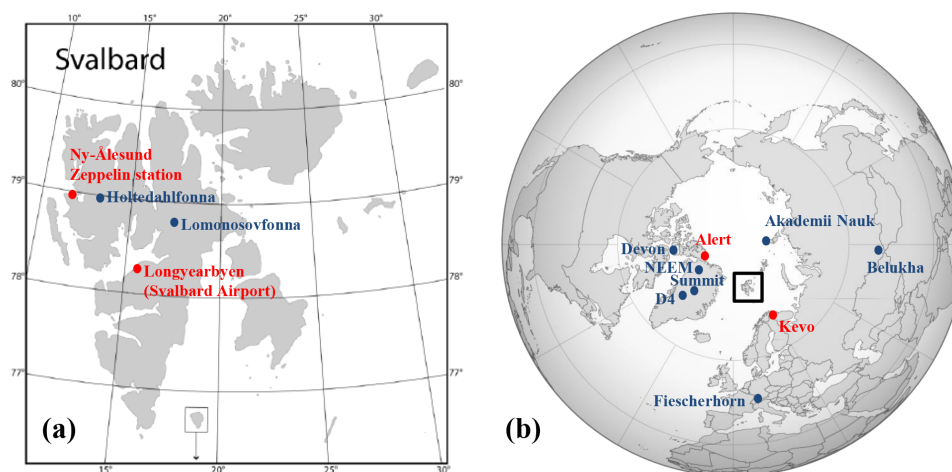 10°
15°
20°
25°
Svalbard
80°
80°
Ny-Ålesund
Zeppelin station
79°
79°
Holtedahlfonna
Lomonosovfonna
Longyearbyen
(Svalbard Airport)
78°
78°
77°
77°
(a)
15°
20°
25°
30°
Akademii Nauk
Alert
Devon
Belukha
NEEM
Summit
D4
Kevo
Fiescherhorn
(b)